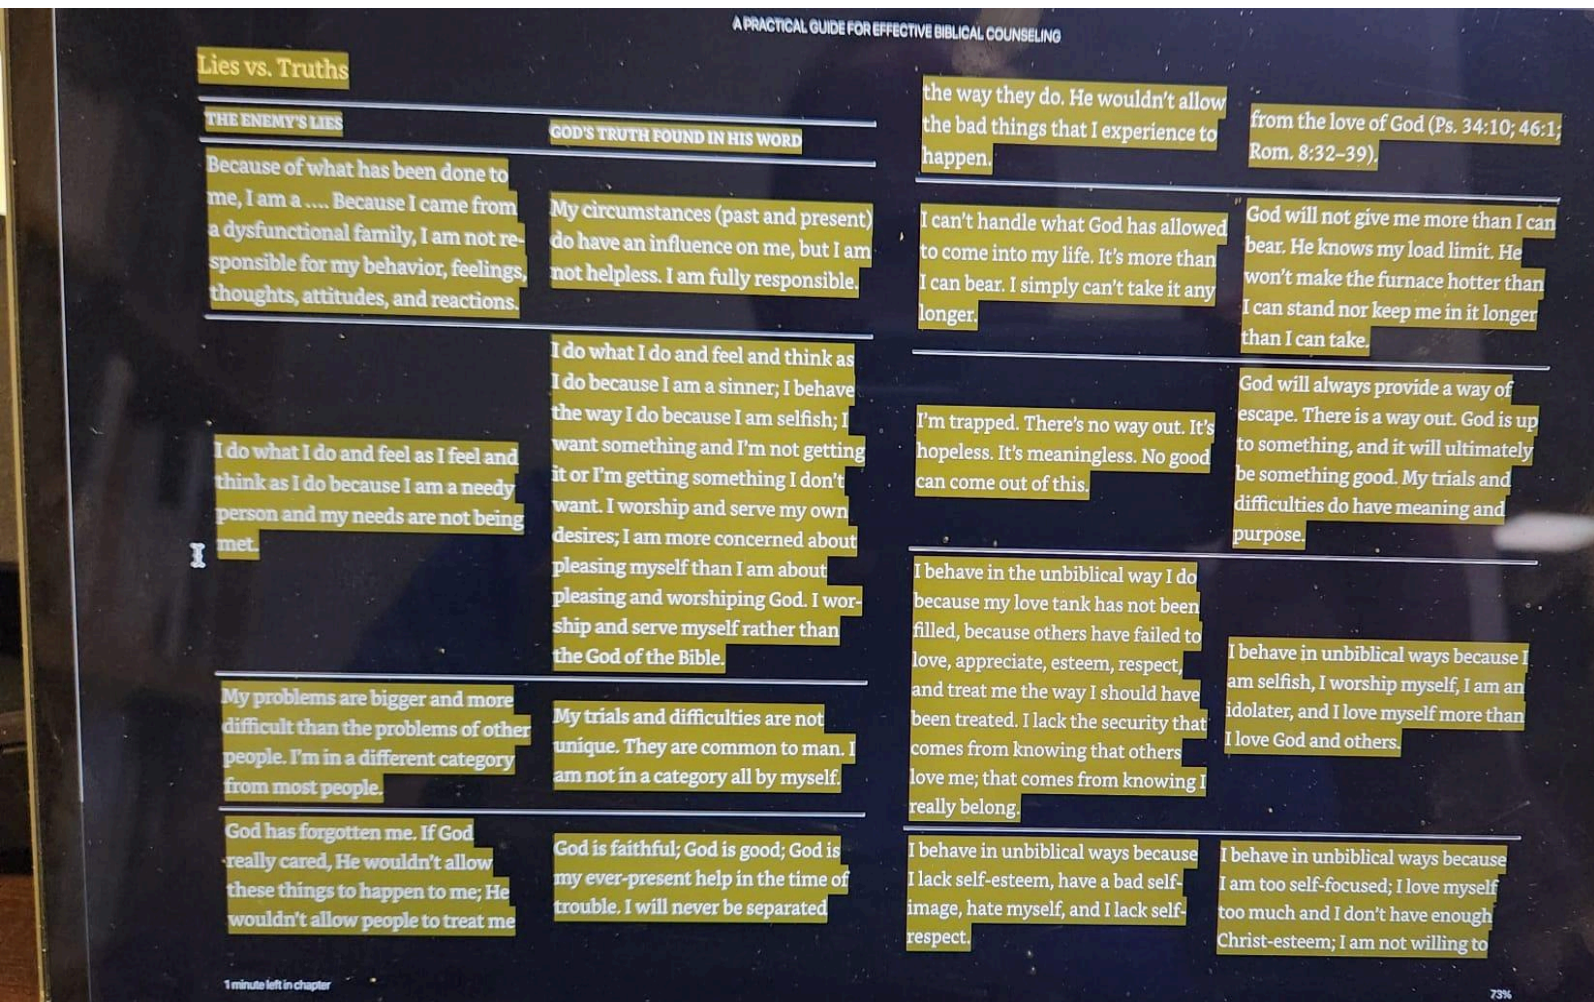 A PRACTICAL GUIDE FOR EFFECTIVE BIBLICAL COUNSELING
Lies vs. Truths
THE ENEMY'S LIES
GOD'S TRUTH FOUND IN HIS WORD
Because of what has been done to
me, I am a .... Because I came from
a dysfunctional family, I am not re-
sponsible for my behavior, feelings,
thoughts, attitudes, and reactions.
My circumstances (past and present)
do have an influence on me, but I am
not helpless. I am fully responsible.
I do what I do and feel as I feel and
think as I do because I am a needy
person and my needs are not being
met.
I do what I do and feel and think as
I do because I am a sinner; I behave
the way I do because I am selfish; I
want something and I'm not getting
it or I'm getting something I don't
want. I worship and serve my own
desires; I am more concerned about
pleasing myself than I am about
pleasing and worshiping God. I wor-
ship and serve myself rather than
the God of the Bible.
My problems are bigger and more
difficult than the problems of other
people. I'm in a different category
from most people.
My trials and difficulties are not
unique. They are common to man. I
am not in a category all by myself.
God has forgotten me. If God
really cared, He wouldn't allow
these things to happen to me; He
wouldn't allow people to treat me
God is faithful; God is good; God is
my ever-present help in the time of
trouble. I will never be separated
the way they do. He wouldn't allow
the bad things that I experience to
happen.
from the love of God (Ps. 34:10; 46:1;
Rom. 8:32–39).
I can't handle what God has allowed
to come into my life. It's more than
I can bear. I simply can't take it any
longer.
God will not give me more than I can
bear. He knows my load limit. He
won't make the furnace hotter than
I can stand nor keep me in it longer
than I can take.
I'm trapped. There's no way out. It's
hopeless. It's meaningless. No good
can come out of this.
God will always provide a way of
escape. There is a way out. God is up
to something, and it will ultimately
be something good. My trials and
difficulties do have meaning and
purpose.
I behave in the unbiblical way I do
because my love tank has not been
filled, because others have failed to
love, appreciate, esteem, respect,
and treat me the way I should have
been treated. I lack the security that
comes from knowing that others
love me; that comes from knowing I
really belong.
I behave in unbiblical ways because I
am selfish, I worship myself, I am an
idolater, and I love myself more than
I love God and others.
I behave in unbiblical ways because
I lack self-esteem, have a bad self-
image, hate myself, and I lack self-
respect.
I behave in unbiblical ways because
I am too self-focused; I love myself
too much and I don't have enough
Christ-esteem; I am not willing to
1 minute left in chapter
73%